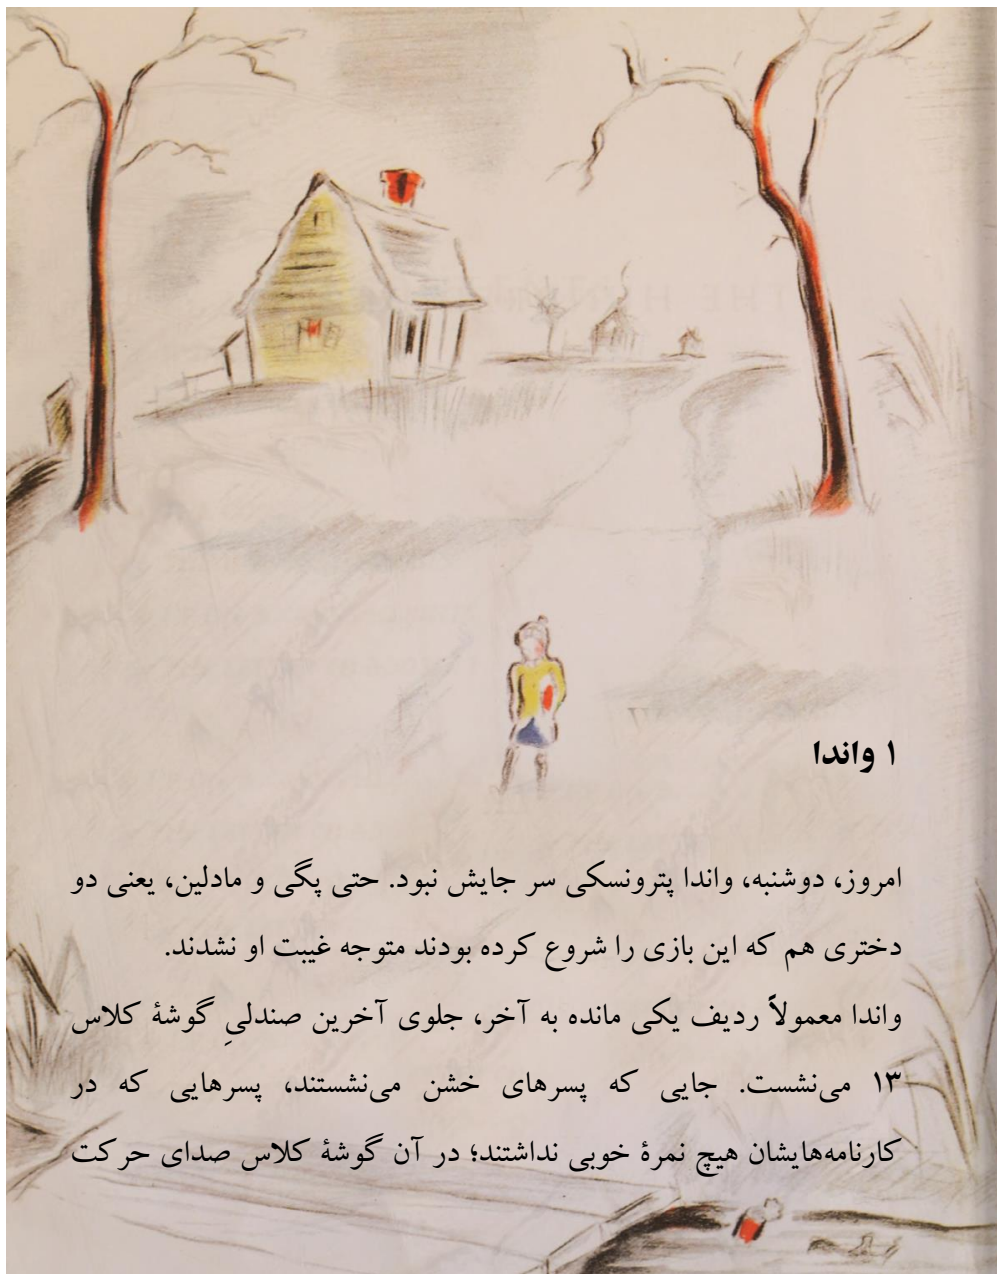 ۱ واندا
امروز، دوشنبه، واندا پترونسکی سر جایش نبود. حتی پگی و مادلین، یعنی دو
دختری هم که این بازی را شروع کرده بودند متوجه غیبت او نشدند.
واندا معمولاً ردیف یکی مانده به آخر، جلوی آخرین صندلیِ گوشهٔ کلاس
۱۳ می‌نشست. جایی که پسرهای خشن می‌نشستند، پسرهایی که در
کارنامه‌هایشان هیچ نمرهٔ خوبی نداشتند؛ در آن گوشهٔ کلاس صدای حرکت